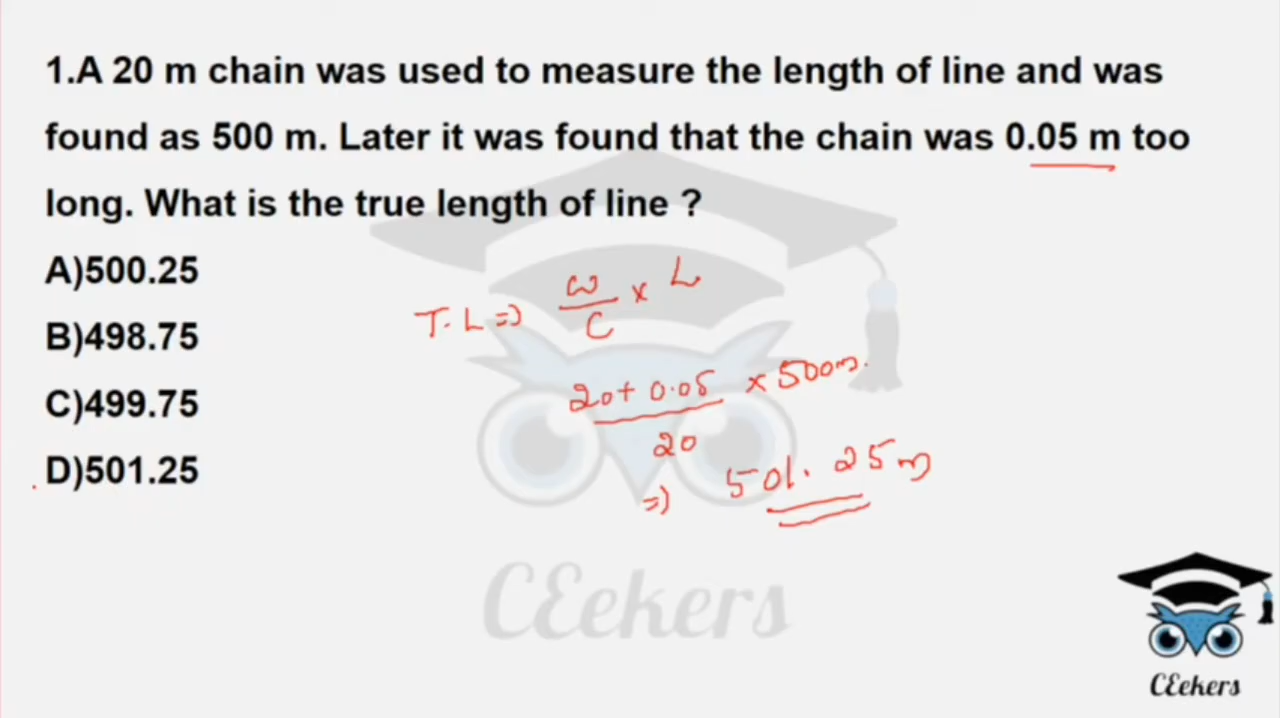 1.A 20 m chain was used to measure the length of line and was
found as 500 m. Later it was found that the chain was 0.05 m too
long. What is the true length of line ?
A)500.25
T.L => ω/C × L
B)498.75
C)499.75
20+0.05/20 × 500m.
D)501.25
=> 501.25m
CEekers
CEekers